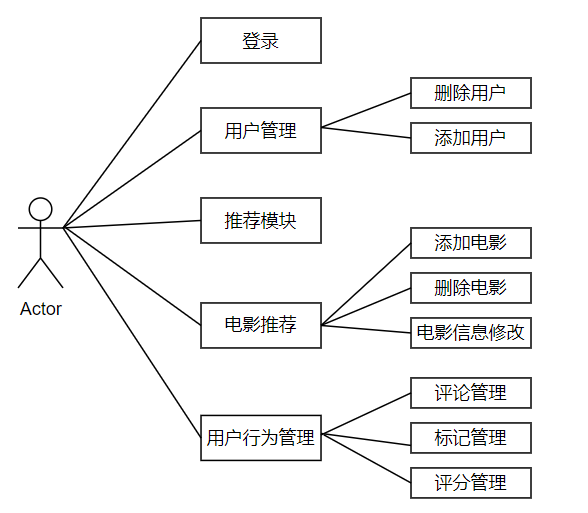 登录
用户管理
删除用户
添加用户
推荐模块
Actor
电影推荐
添加电影
删除电影
电影信息修改
用户行为管理
评论管理
标记管理
评分管理